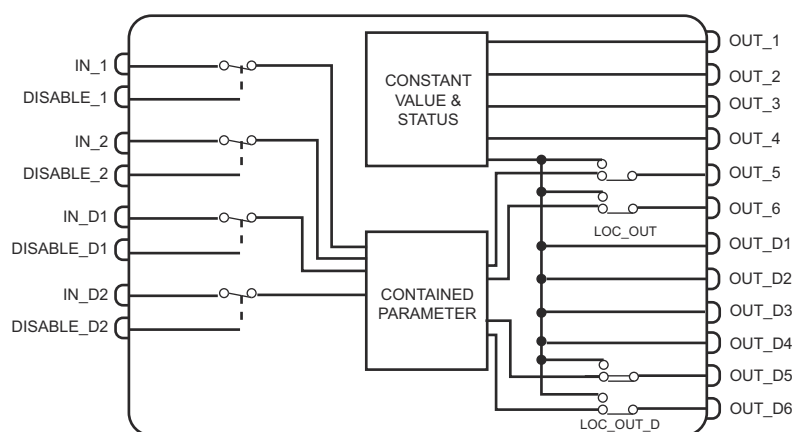 IN_1
DISABLE_1
IN_2
DISABLE_2
IN_D1
DISABLE_D1
IN_D2
DISABLE_D2
CONSTANT
VALUE &
STATUS
CONTAINED
PARAMETER
LOC_OUT
LOC_OUT_D
OUT_1
OUT_2
OUT_3
OUT_4
OUT_5
OUT_6
OUT_D1
OUT_D2
OUT_D3
OUT_D4
OUT_D5
OUT_D6